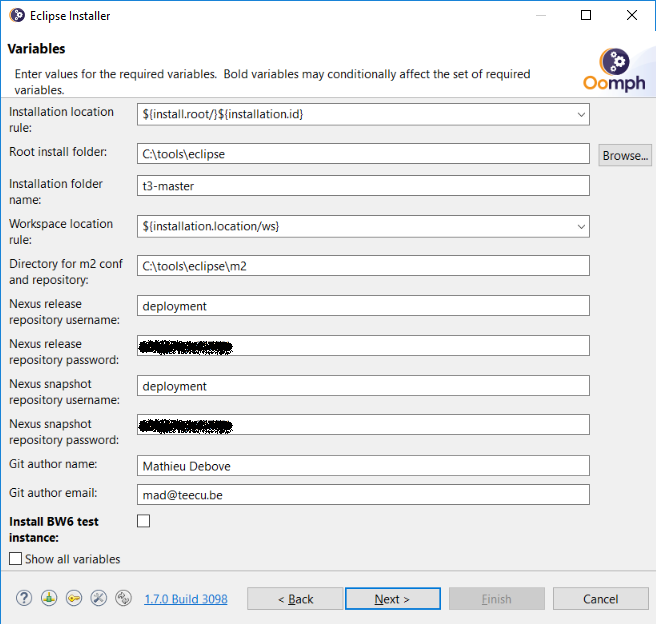 Eclipse Installer
Variables
Enter values for the required variables.  Bold variables may conditionally affect the set of required
variables.
Oomph
Installation location
rule:
${install.root/}${installation.id}
Root install folder:
C:\tools\eclipse
Browse...
Installation folder
name:
t3-master
Workspace location
rule:
${installation.location/ws}
Directory for m2 conf
and repository:
C:\tools\eclipse\m2
Nexus release
repository username:
deployment
Nexus release
repository password:
Nexus snapshot
repository username:
deployment
Nexus snapshot
repository password:
Git author name:
Mathieu Debove
Git author email:
mad@teecu.be
Install BW6 test
instance:
Show all variables
1.7.0 Build 3098
< Back
Next >
Finish
Cancel